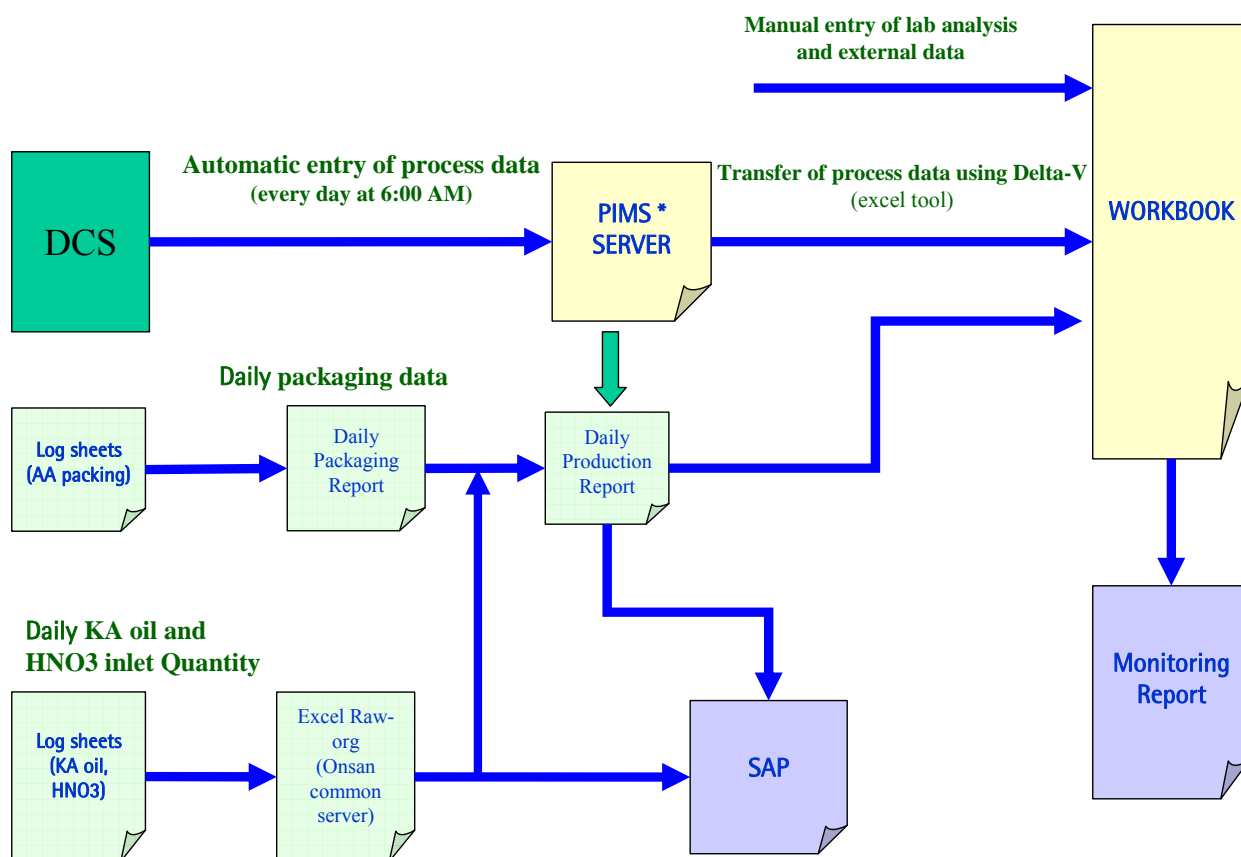 Manual entry of lab analysis
and external data
DCS
Automatic entry of process data
(every day at 6:00 AM)
PIMS *
SERVER
Transfer of process data using Delta-V
(excel tool)
WORKBOOK
Daily packaging data
Log sheets
(AA packing)
Daily
Packaging
Report
Daily
Production
Report
Daily KA oil and
HNO3 inlet Quantity
Log sheets
(KA oil,
HNO3)
Excel Raw-
org
(Onsan
common
server)
SAP
Monitoring
Report